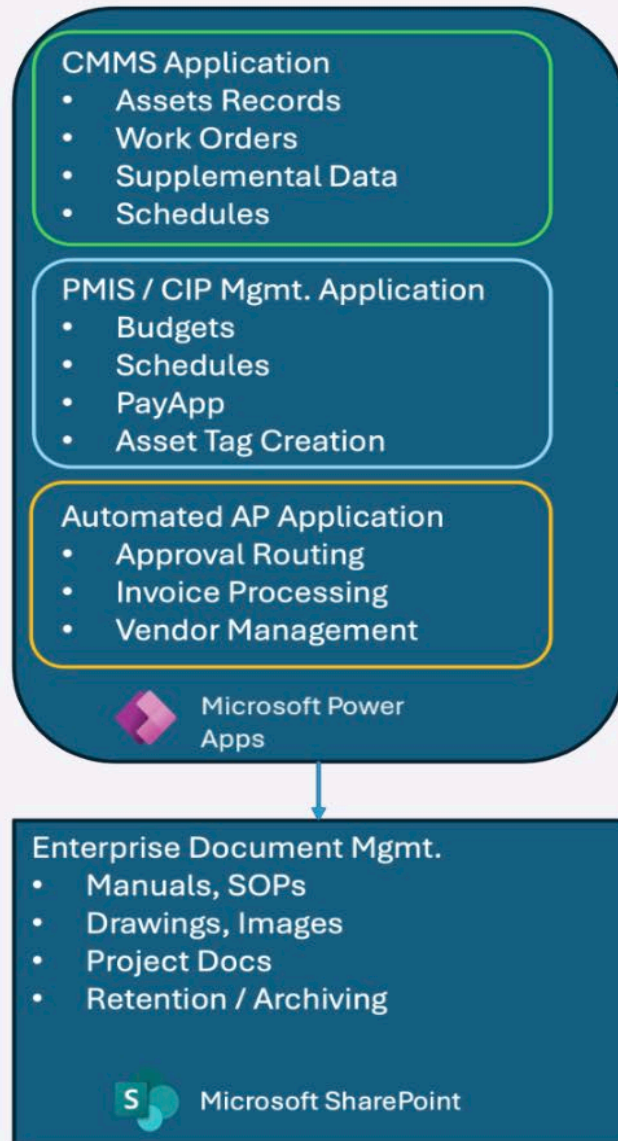 CMMS Application
• Assets Records
• Work Orders
• Supplemental Data
• Schedules
PMIS / CIP Mgmt. Application
• Budgets
• Schedules
• PayApp
• Asset Tag Creation
Automated AP Application
• Approval Routing
• Invoice Processing
• Vendor Management
Microsoft Power
Apps
Enterprise Document Mgmt.
• Manuals, SOPs
• Drawings, Images
• Project Docs
• Retention / Archiving
S
Microsoft SharePoint